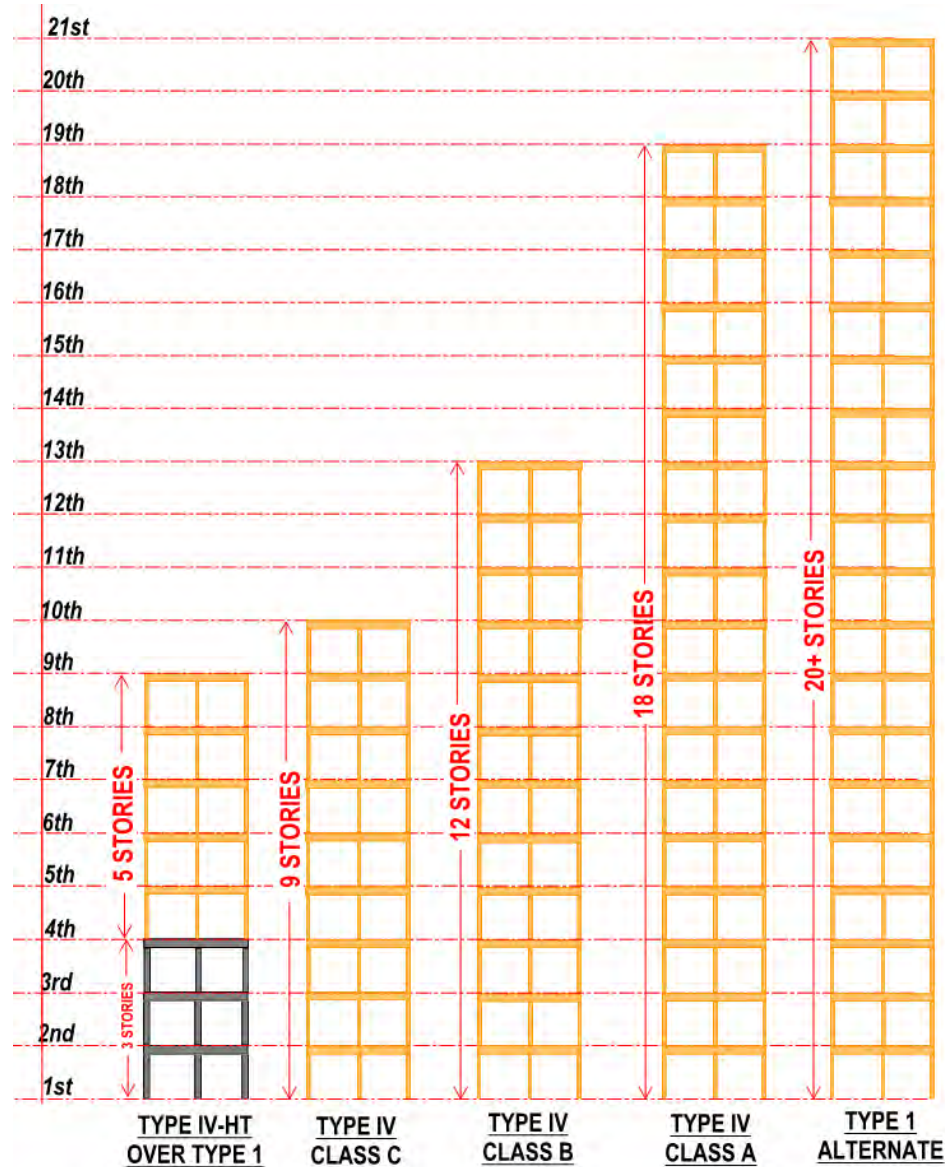 21st
20th
19th
18th
17th
16th
15th
14th
13th
12th
11th
10th
9th
8th
7th
6th
5th
4th
3rd
2nd
1st
5 STORIES
3 STORIES
9 STORIES
12 STORIES
18 STORIES
20+ STORIES
TYPE IV-HT
OVER TYPE 1
TYPE IV
CLASS C
TYPE IV
CLASS B
TYPE IV
CLASS A
TYPE 1
ALTERNATE